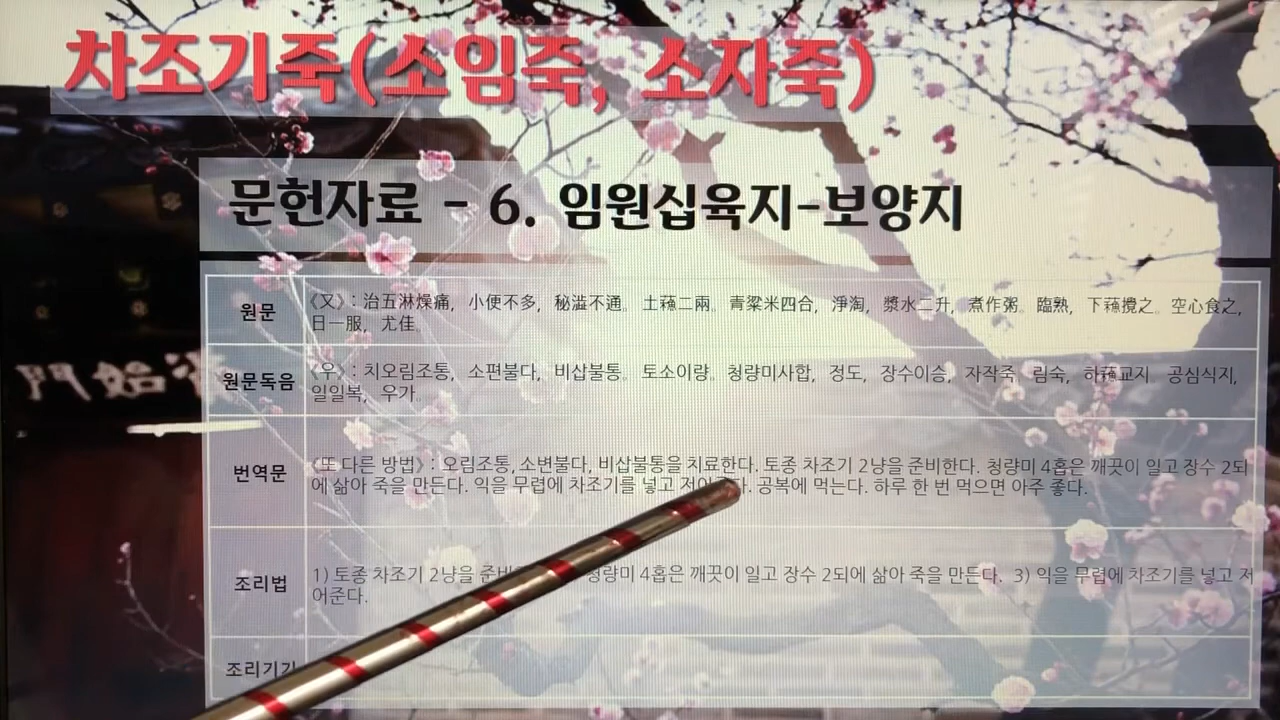 차조기죽(소임죽, 소자죽)
문헌자료 - 6. 임원십육지-보양지
원문
《又》: 治五淋燥痛, 小便不多, 秘澁不通。土蘓二兩。青粱米四合, 淨淘, 漿水二升, 煮作粥。臨熟, 下蘓攪之。空心食之,
日一服, 尤佳。
원문독음
《우》: 치오림조통, 소편불다, 비삽불통。 토소이량。 청량미사합, 정도, 장수이승, 자작죽。 림숙, 하蘓교지。 공심식지,
일일복, 우가。
번역문
《또 다른 방법》: 오림조통, 소변불다, 비삽불통을 치료한다. 토종 차조기 2냥을 준비한다. 청량미 4홉은 깨끗이 일고 장수 2되
에 삶아 죽을 만든다. 익을 무렵에 차조기를 넣고 공복에 먹는다. 하루 한 번 먹으면 아주 좋다.
조리법
1) 토종 차조기 2냥을 청량미 4홉은 깨끗이 일고 장수 2되에 삶아 죽을 만든다. 3) 익을 무렵에 차조기를 넣고 저
어준다.
조리기기
門 始